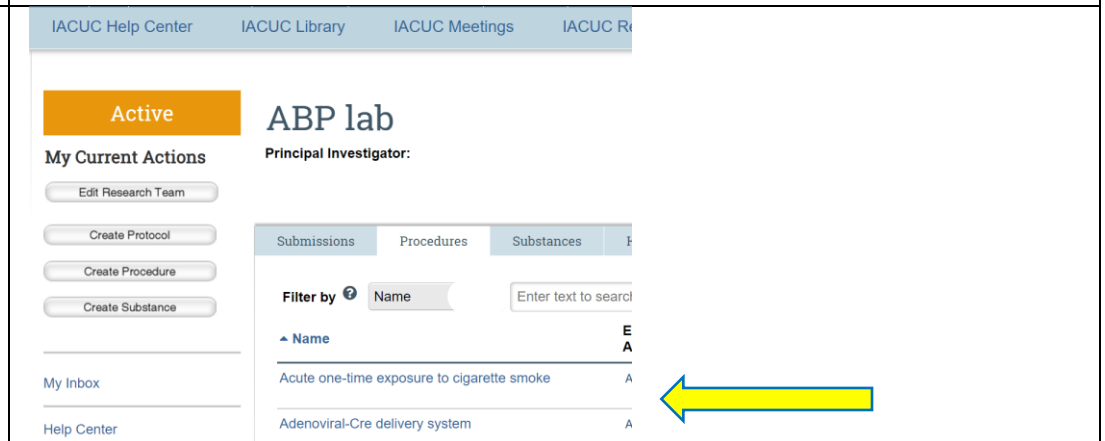 IACUC Help Center IACUC Library IACUC Meetings IACUC
Active
My Current Actions
Edit Research Team
Create Protocol
Create Procedure
Create Substance
My Inbox
Help Center
ABP lab
Principal Investigator:
Submissions Procedures Substances
Filter by ? Name Enter text to search
Name
Acute one-time exposure to cigarette smoke
Adenoviral-Cre delivery system